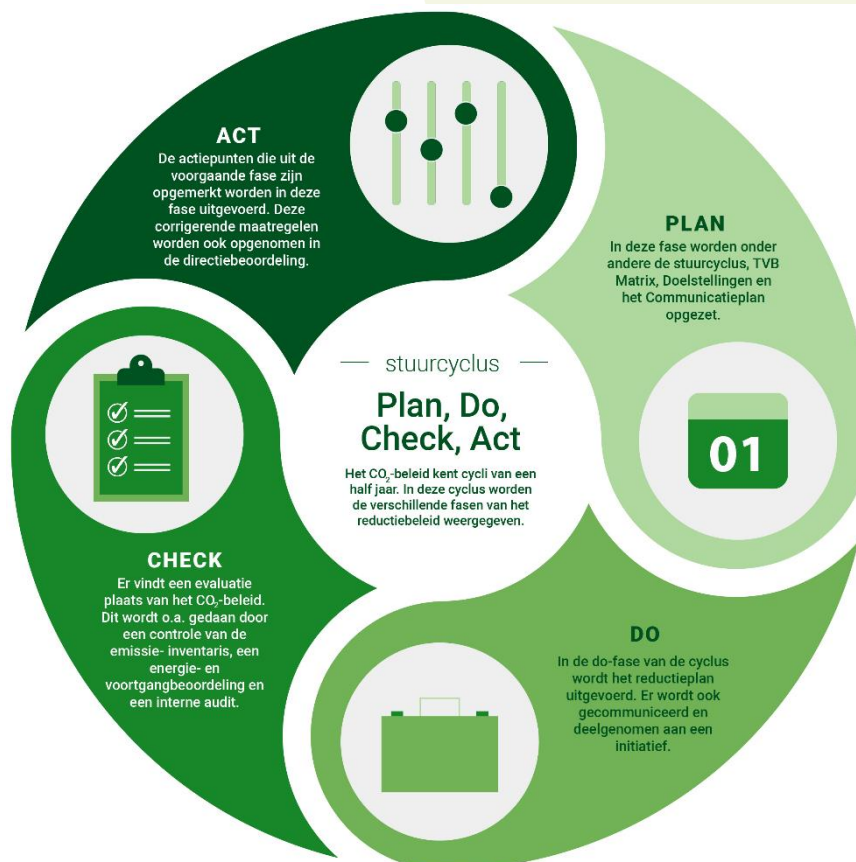 ACT
De actiepunten die uit de
voorgaande fase zijn
opgemerkt worden in deze
fase uitgevoerd. Deze
corrigerende maatregelen
worden ook opgenomen in
de directiebeoordeling.
PLAN
In deze fase worden onder
andere de stuurcyclus, TVB
Matrix, Doelstellingen en
het Communicatieplan
opgezet.
01
stuurcyclus
Plan, Do,
Check, Act
Het CO₂-beleid kent cycli van een
half jaar. In deze cyclus worden
de verschillende fasen van het
reductiebeleid weergegeven.
CHECK
Er vindt een evaluatie
plaats van het CO₂-beleid.
Dit wordt o.a. gedaan door
een controle van de
emissie- inventaris, een
energie- en
voortgangbeoordeling en
een interne audit.
DO
In de do-fase van de cyclus
wordt het reductieplan
uitgevoerd. Er wordt ook
gecommuniceerd en
deelgenomen aan een
initiatief.